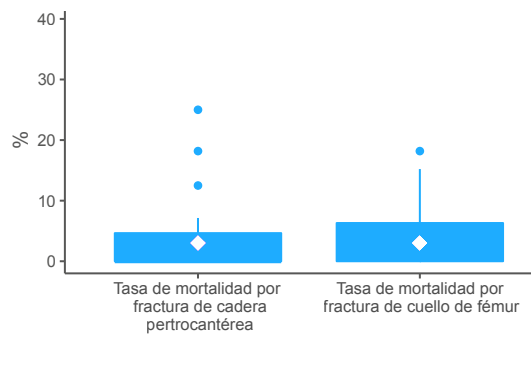 40
30
20
10
0
%
Tasa de mortalidad por
fractura de cadera
pertrocantérea
Tasa de mortalidad por
fractura de cuello de fémur